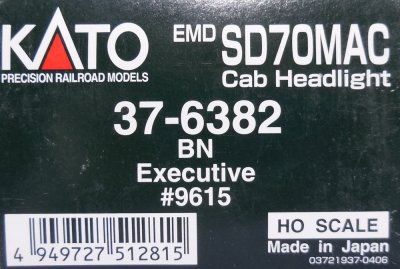 KATO
PRECISION RAILROAD MODELS
EMD SD70MAC
Cab Headlight
37-6382
BN
Executive
#9615
4 949727 512815
HO SCALE
Made in Japan
03721937-0406